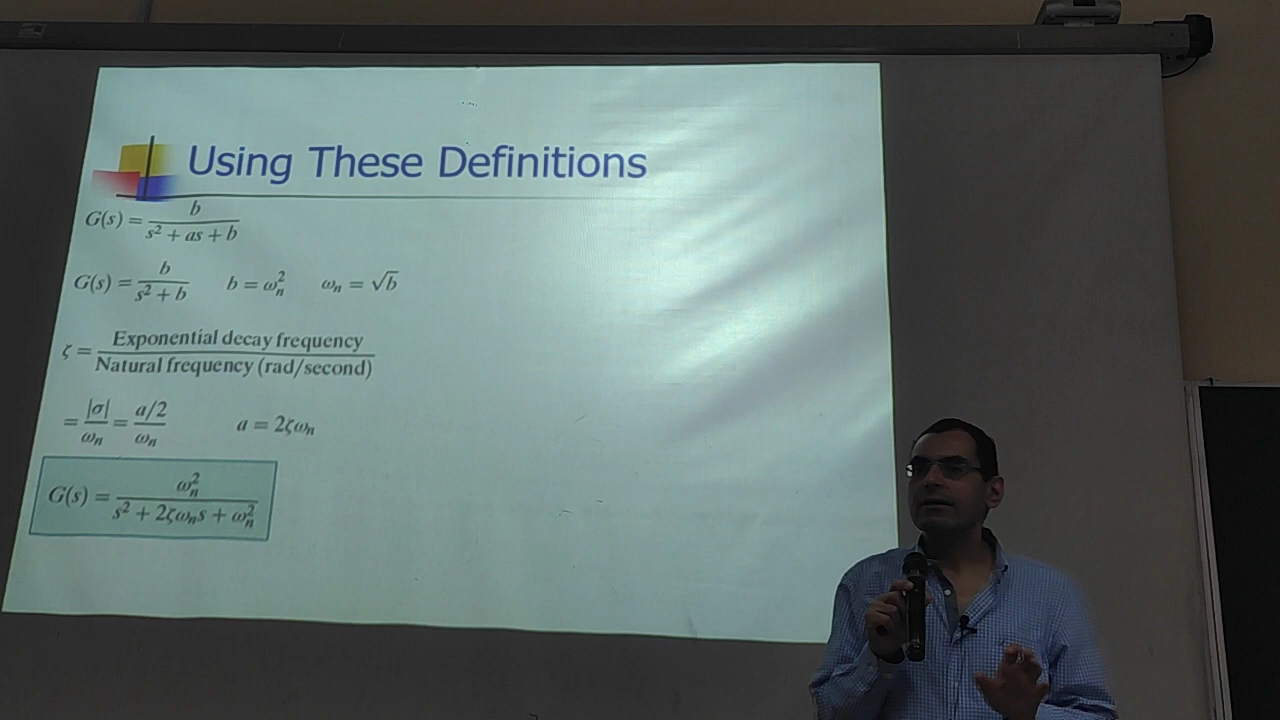 Using These Definitions
G(s) = b / (s² + as + b)
G(s) = b / (s² + b) b = ωₙ² ωₙ = √b
ζ = Exponential decay frequency / Natural frequency (rad/second)
= |σ| / ωₙ = (a/2) / ωₙ a = 2ζωₙ
G(s) = ωₙ² / (s² + 2ζωₙs + ωₙ²)